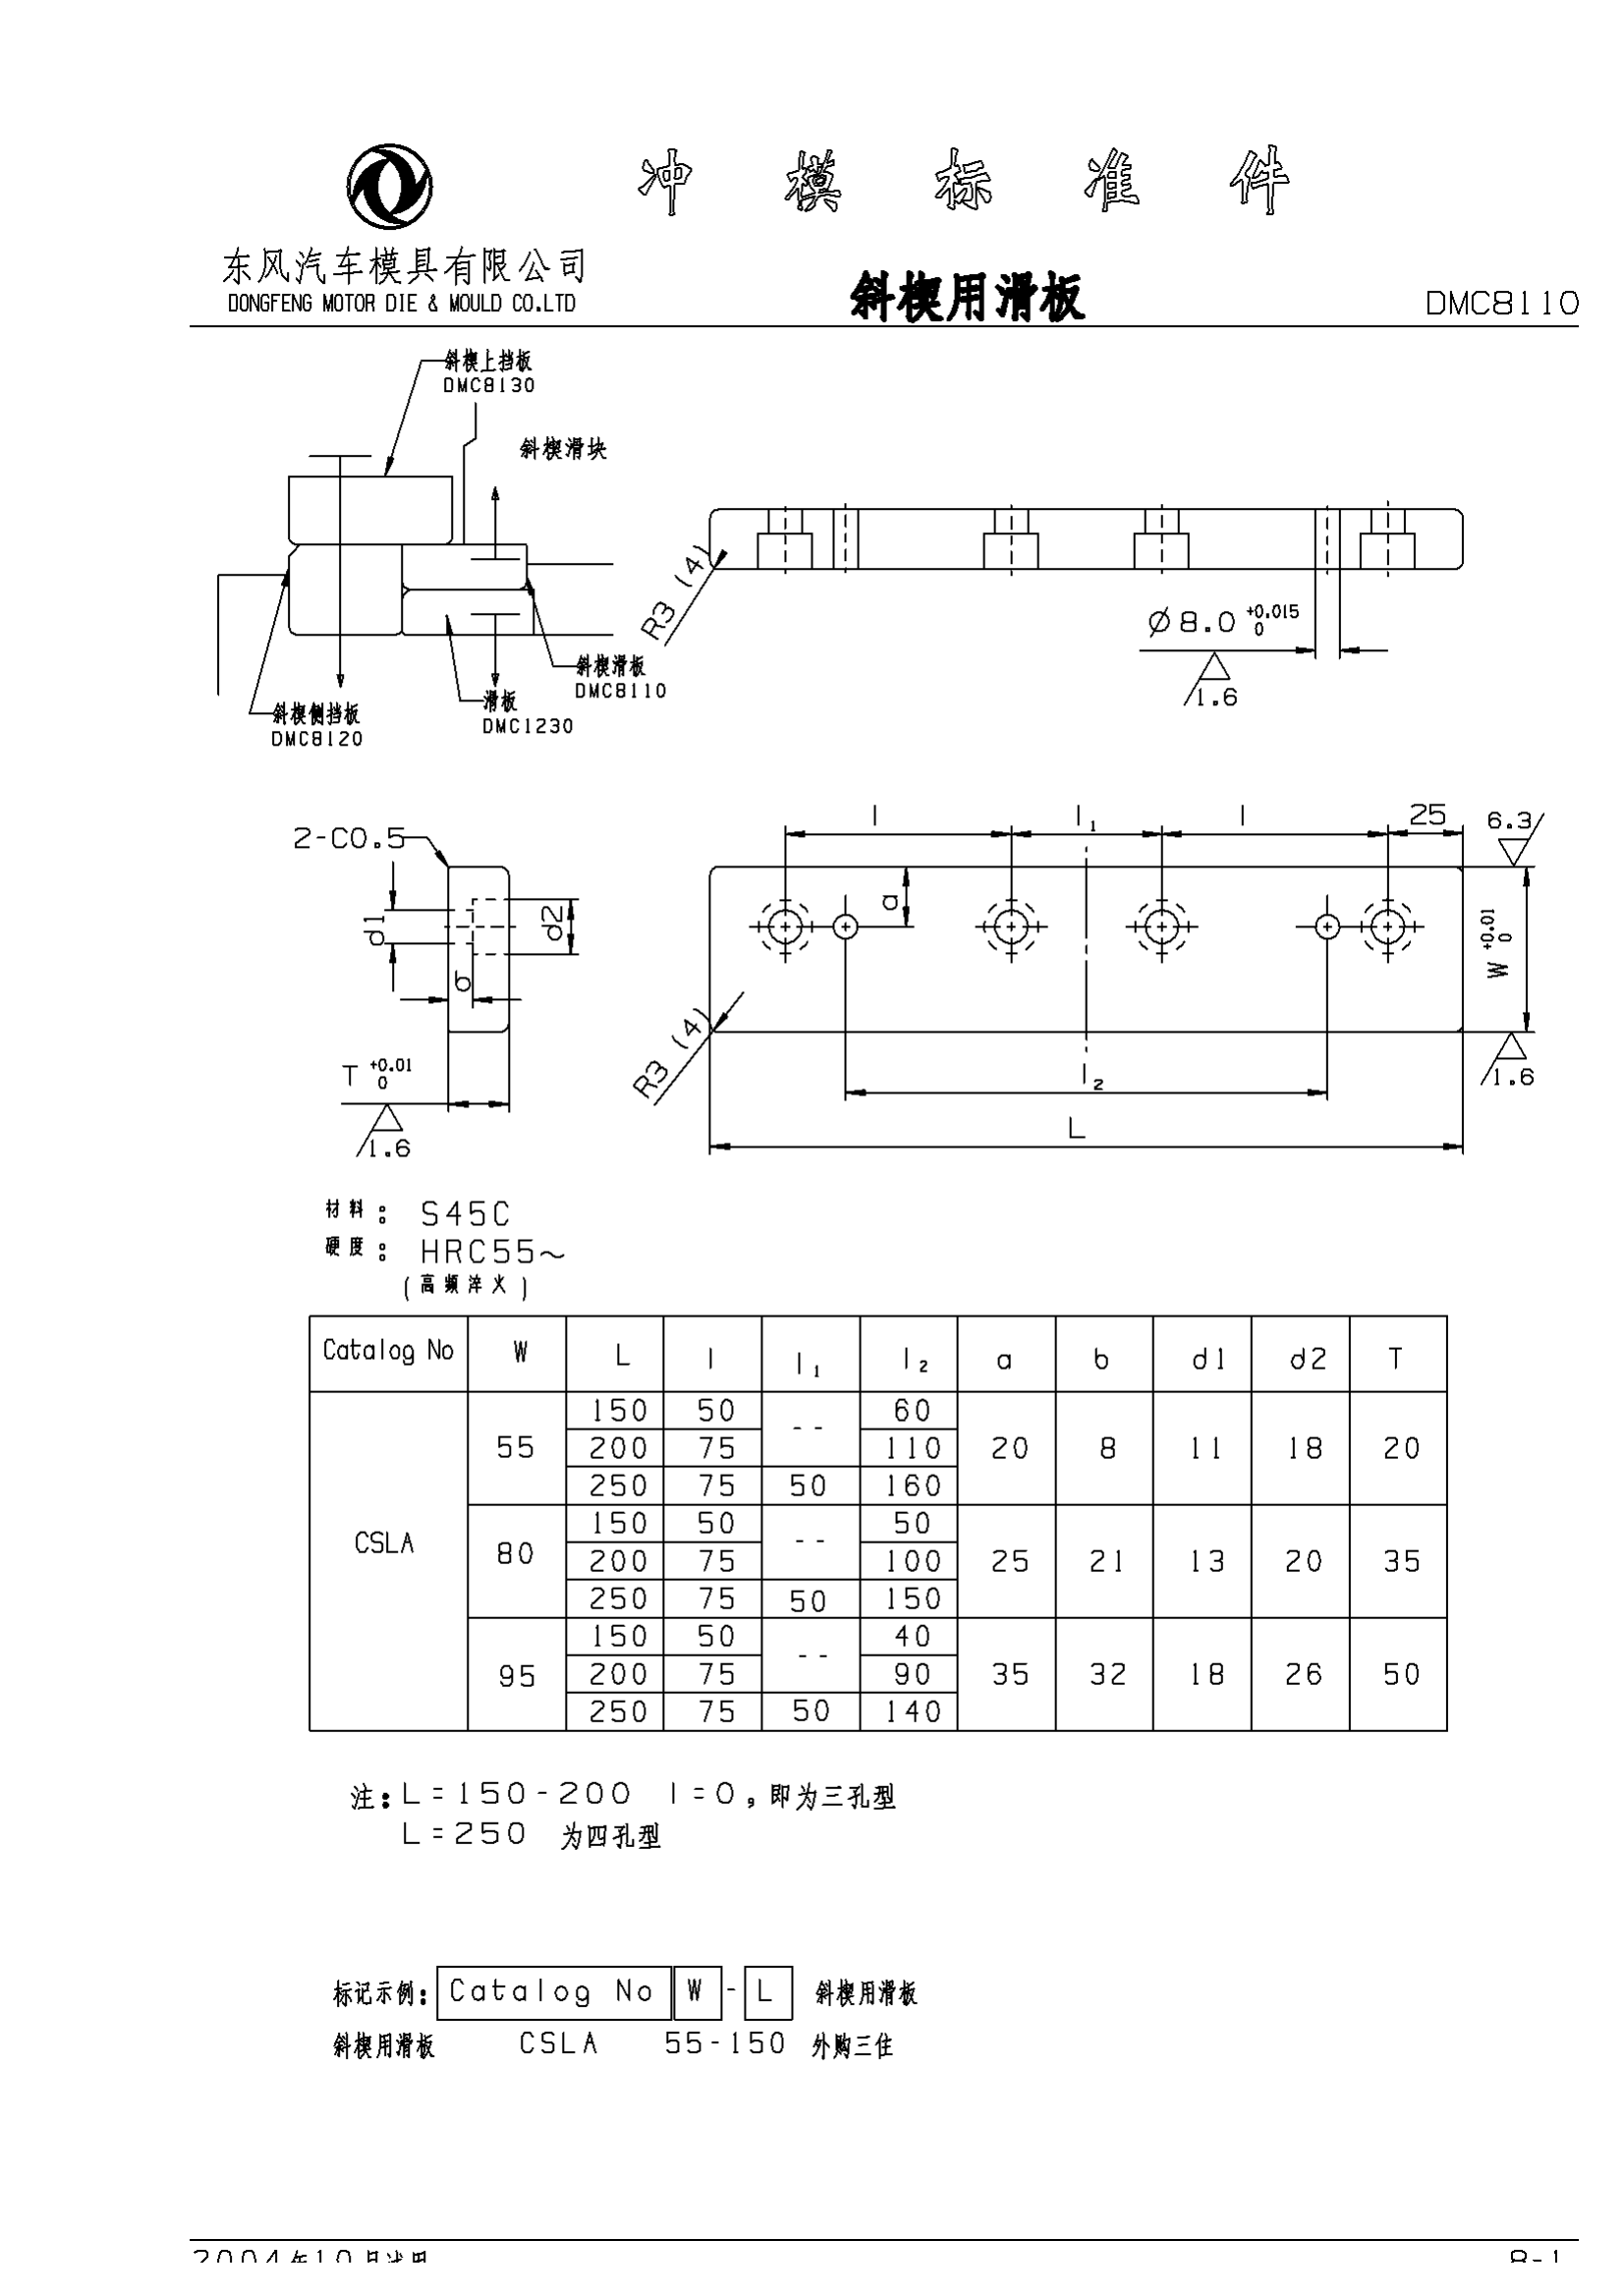 冲模标准件
东风汽车模具有限公司
DONGFENG MOTOR DIE & MOULD CO.LTD
斜楔用滑板
DMC8110
斜楔上挡板
DMC8130
斜楔滑块
斜楔滑板
DMC8110
滑板
DMC1230
斜楔侧挡板
DMC8120
R3 (4)
Ø8.0 +0.015 0
1.6
2-C0.5
d1
d2
b
T +0.01 0
1.6
l
l₁
l
25
6.3
a
W +0.01 0
1.6
R3 (4)
l₂
L
材料: S45C
硬度: HRC55~
(高频淬火)
Catalog No W L l l₁ l₂ a b d1 d2 T
CSLA
55 150 50 -- 60 20 8 11 18 20
200 75 110
250 75 50 160
80 150 50 -- 50 25 21 13 20 35
200 75 100
250 75 50 150
95 150 50 -- 40 35 32 18 26 50
200 75 90
250 75 50 140
注:L=150-200 l=0,即为三孔型
L=250 为四孔型
标记示例: Catalog No W - L 斜楔用滑板
斜楔用滑板 CSLA 55-150 外购三住
2004年10月
8-1